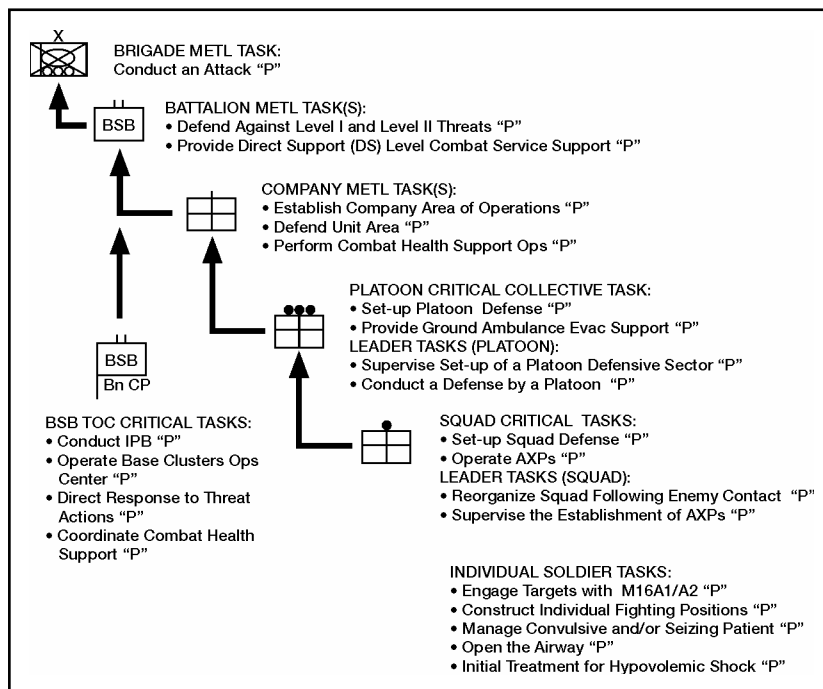 X
BRIGADE METL TASK:
Conduct an Attack “P”
BSB
BATTALION METL TASK(S):
• Defend Against Level I and Level II Threats “P”
• Provide Direct Support (DS) Level Combat Service Support “P”
COMPANY METL TASK(S):
• Establish Company Area of Operations “P”
• Defend Unit Area “P”
• Perform Combat Health Support Ops “P”
PLATOON CRITICAL COLLECTIVE TASK:
• Set-up Platoon Defense “P”
• Provide Ground Ambulance Evac Support “P”
LEADER TASKS (PLATOON):
• Supervise Set-up of a Platoon Defensive Sector “P”
• Conduct a Defense by a Platoon “P”
BSB
Bn CP
BSB TOC CRITICAL TASKS:
• Conduct IPB “P”
• Operate Base Clusters Ops
Center “P”
• Direct Response to Threat
Actions “P”
• Coordinate Combat Health
Support “P”
SQUAD CRITICAL TASKS:
• Set-up Squad Defense “P”
• Operate AXPs “P”
LEADER TASKS (SQUAD):
• Reorganize Squad Following Enemy Contact “P”
• Supervise the Establishment of AXPs “P”
INDIVIDUAL SOLDIER TASKS:
• Engage Targets with M16A1/A2 “P”
• Construct Individual Fighting Positions “P”
• Manage Convulsive and/or Seizing Patient “P”
• Open the Airway “P”
• Initial Treatment for Hypovolemic Shock “P”